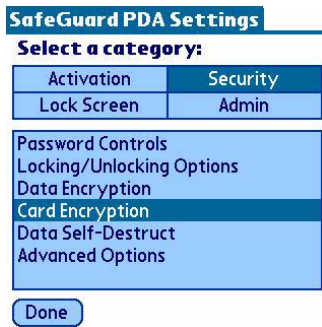 SafeGuard PDA Settings
Select a category:
Activation Security
Lock Screen Admin
Password Controls
Locking/Unlocking Options
Data Encryption
Card Encryption
Data Self-Destruct
Advanced Options
Done